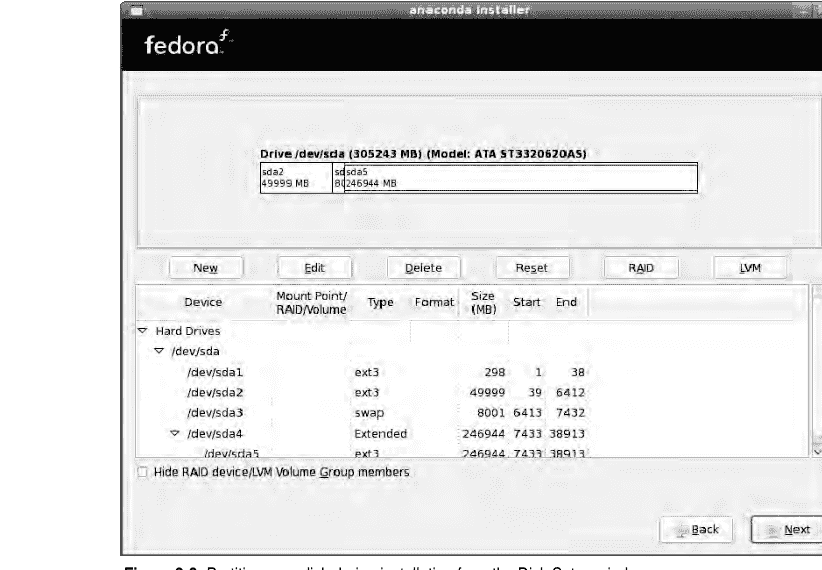 anaconda installer
fedora
Drive /dev/sda (305243 MB) (Model: ATA ST3320620AS)
sda2 sd sda5
49999 MB 80 246944 MB
New Edit Delete Reset RAID LVM
Device Mount Point/ RAID/Volume Type Format Size (MB) Start End
Hard Drives
/dev/sda
/dev/sda1 ext3 298 1 38
/dev/sda2 ext3 49999 39 6412
/dev/sda3 swap 8001 6413 7432
/dev/sda4 Extended 246944 7433 38913
/dev/sda5 ext3 246944 7433 38913
Hide RAID device/LVM Volume Group members
Back Next